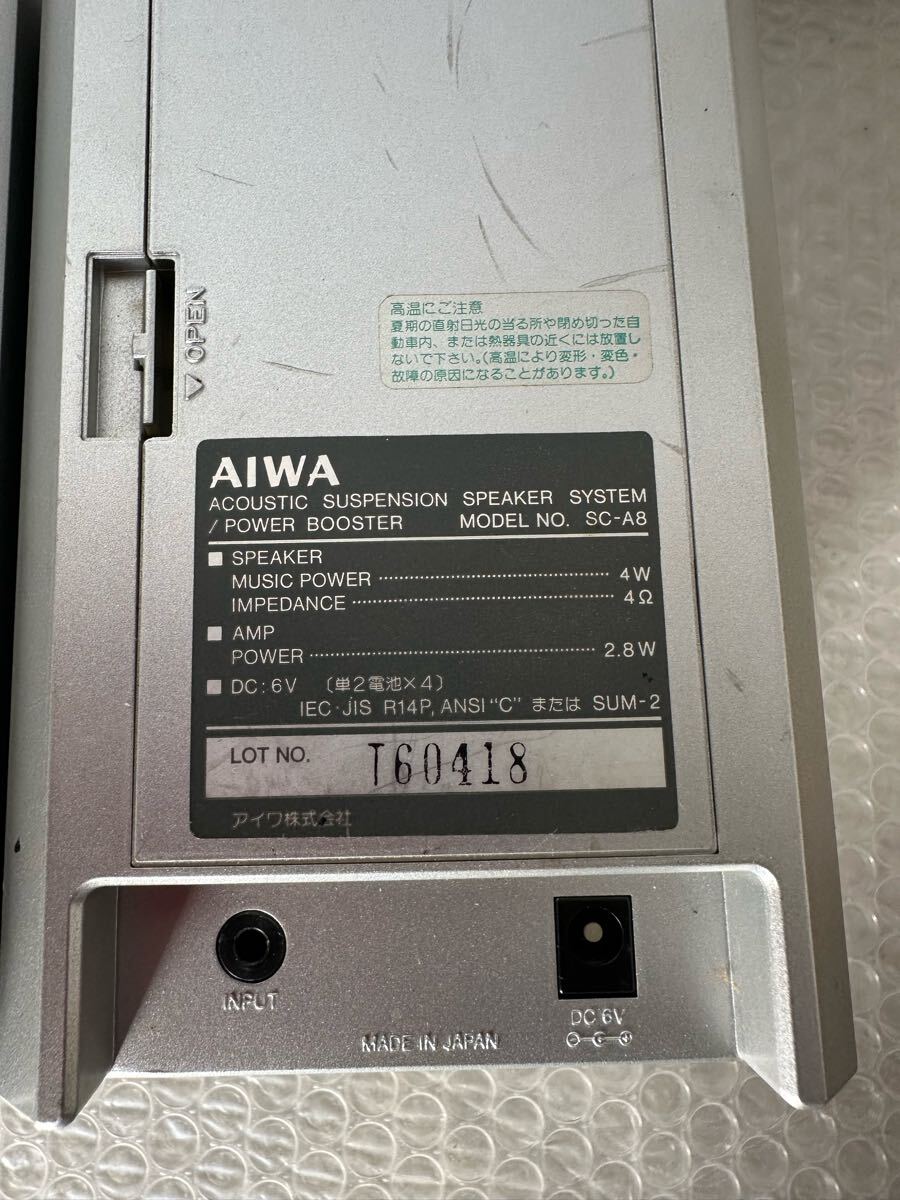 OPEN
高温にご注意
夏期の直射日光の当る所や閉め切った自
動車内、または熱器具の近くには放置し
ないで下さい。(高温により変形・変色・
故障の原因になることがあります。)
AIWA
ACOUSTIC SUSPENSION SPEAKER SYSTEM
/ POWER BOOSTER MODEL NO. SC-A8
■ SPEAKER
MUSIC POWER 4W
IMPEDANCE 4Ω
■ AMP
POWER 2.8W
■ DC: 6V 〔単2電池×4〕
IEC·JIS R14P, ANSI "C" または SUM-2
LOT NO. T60418
アイワ株式会社
INPUT
DC 6V
MADE IN JAPAN